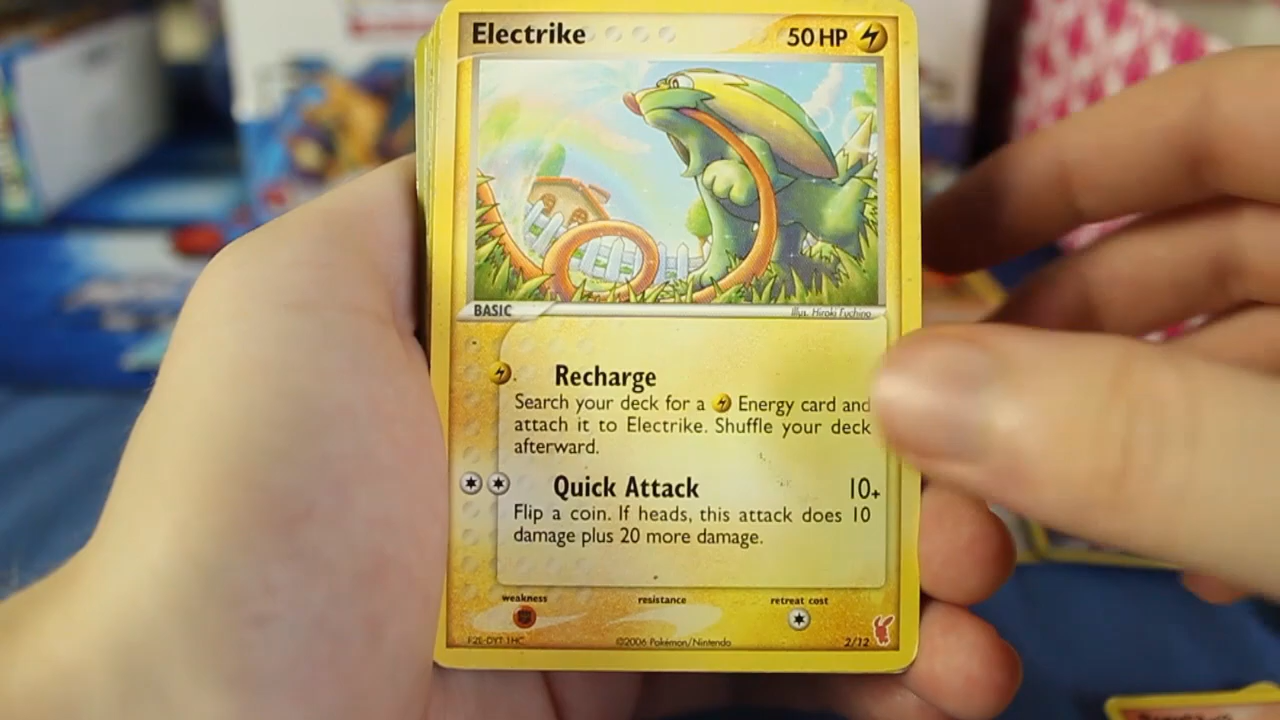 Electrike 50 HP
BASIC
Illus. Hiroki Fuchino
Recharge
Search your deck for a Energy card and
attach it to Electrike. Shuffle your deck
afterward.
Quick Attack 10+
Flip a coin. If heads, this attack does 10
damage plus 20 more damage.
weakness resistance retreat cost
©2006 Pokémon/Nintendo 2/12